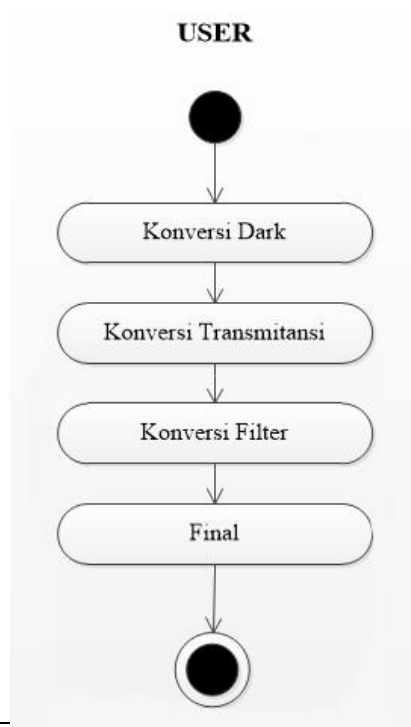 USER
Konversi Dark
Konversi Transmitansi
Konversi Filter
Final